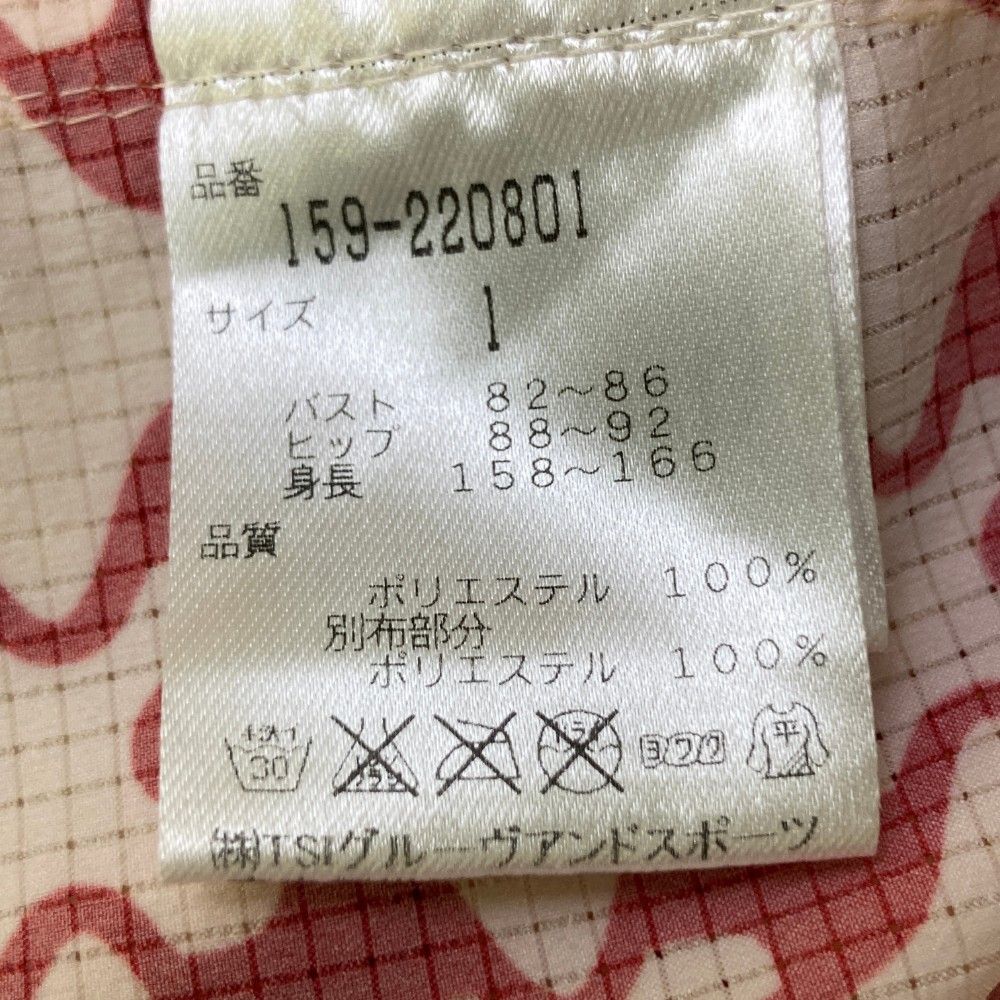 品番
159-220801
サイズ 1
バスト 82~86
ヒップ 88~92
身長 158~166
品質
ポリエステル 100%
別布部分
ポリエステル 100%
30 ヨワク 平
(株)TSIグルーヴアンドスポーツ